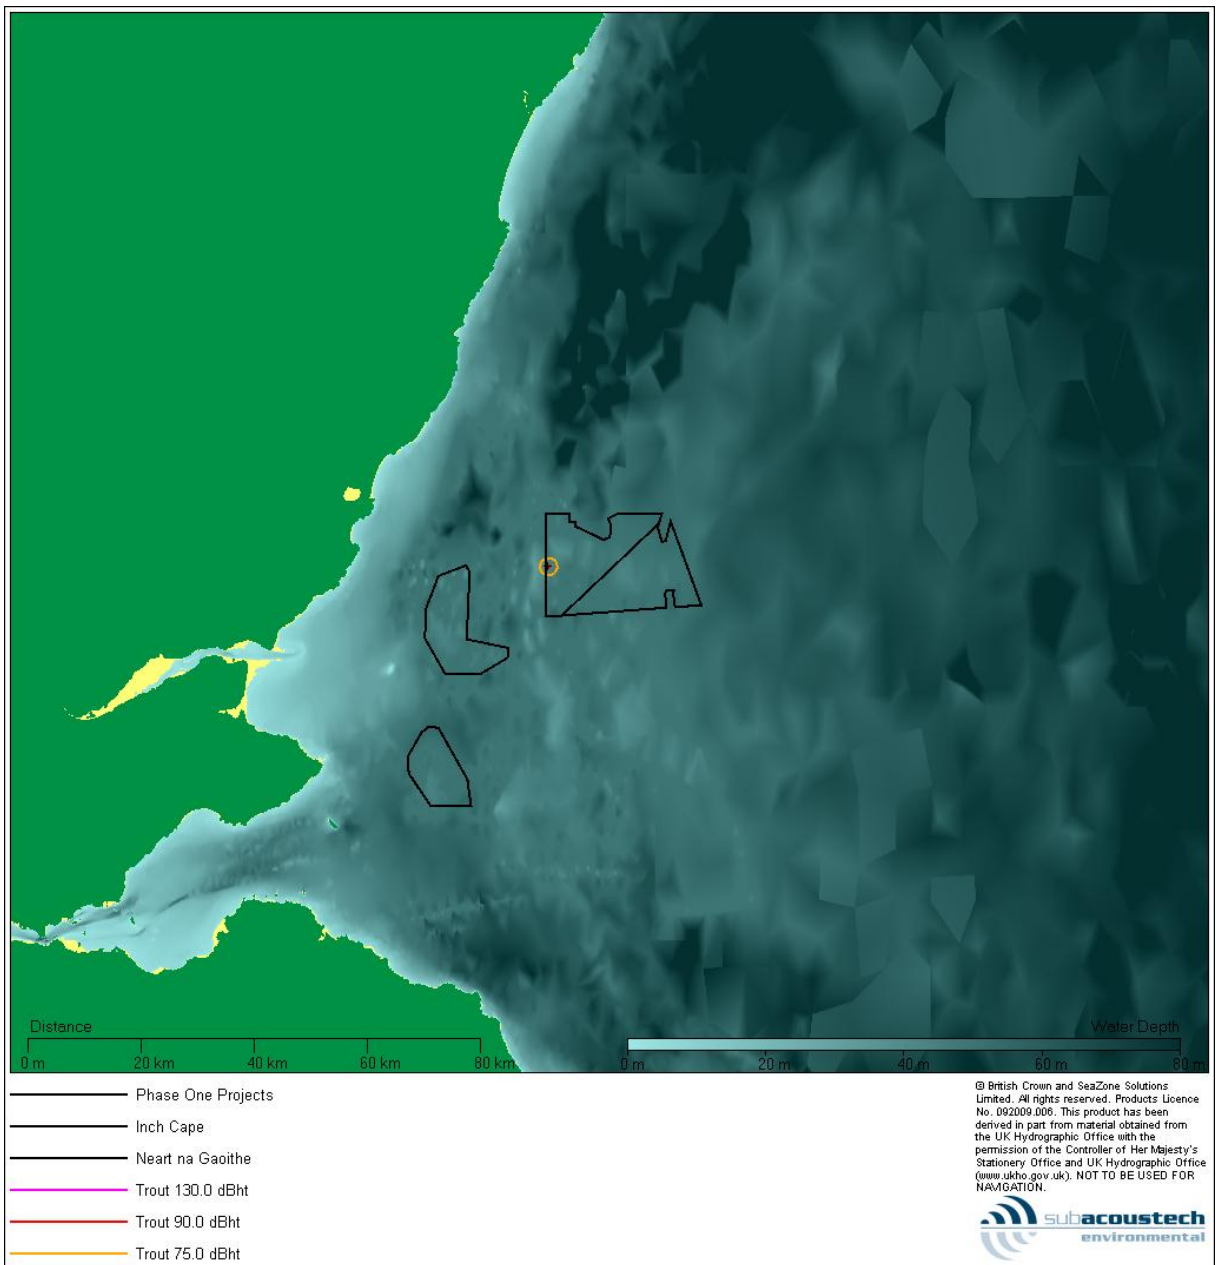 Distance
0 m 20 km 40 km 60 km 80 km
Water Depth
0 m 20 m 40 m 60 m 80 m
Phase One Projects
Inch Cape
Neart na Gaoithe
Trout 130.0 dBht
Trout 90.0 dBht
Trout 75.0 dBht
© British Crown and SeaZone Solutions
Limited. All rights reserved. Products Licence
No. 092009.006. This product has been
derived in part from material obtained from
the UK Hydrographic Office with the
permission of the Controller of Her Majesty's
Stationery Office and UK Hydrographic Office
(www.ukho.gov.uk). NOT TO BE USED FOR
NAVIGATION.
subacoustech
environmental